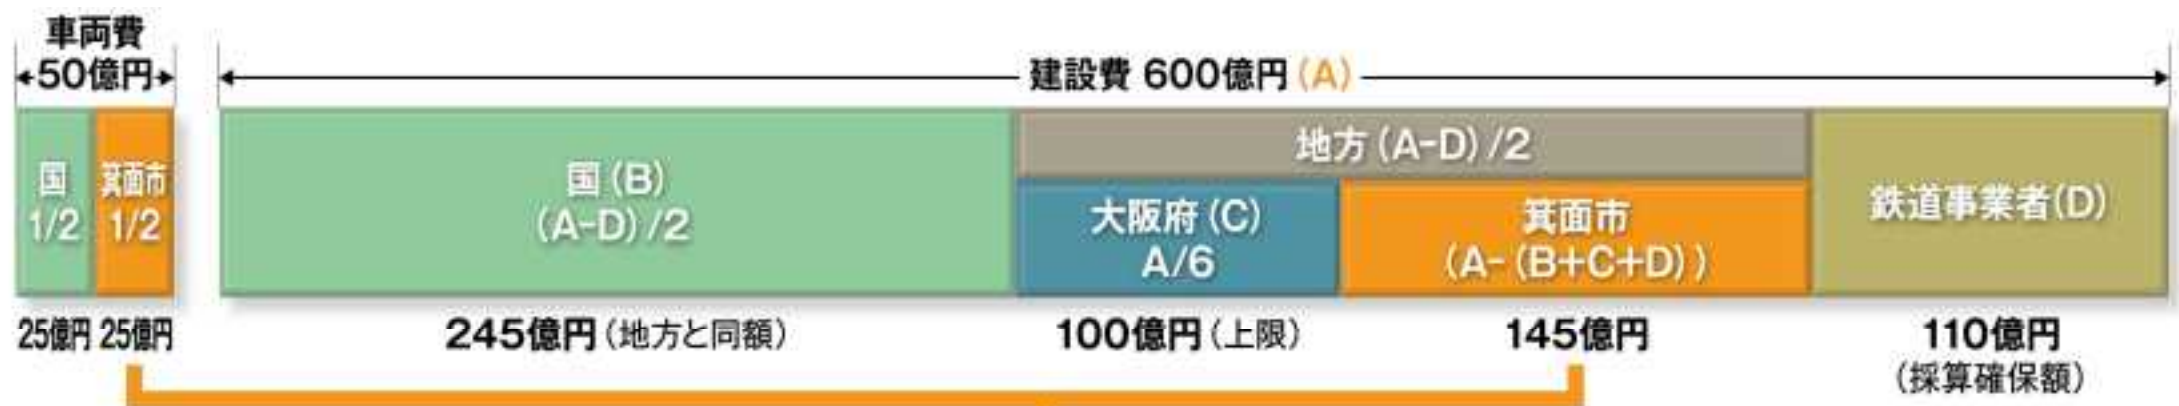 車両費
50億円
建設費 600億円(A)
国
1/2
箕面市
1/2
国(B)
(A-D)/2
地方(A-D)/2
大阪府(C)
A/6
箕面市
(A-(B+C+D))
鉄道事業者(D)
25億円
25億円
245億円(地方と同額)
100億円(上限)
145億円
110億円
(採算確保額)